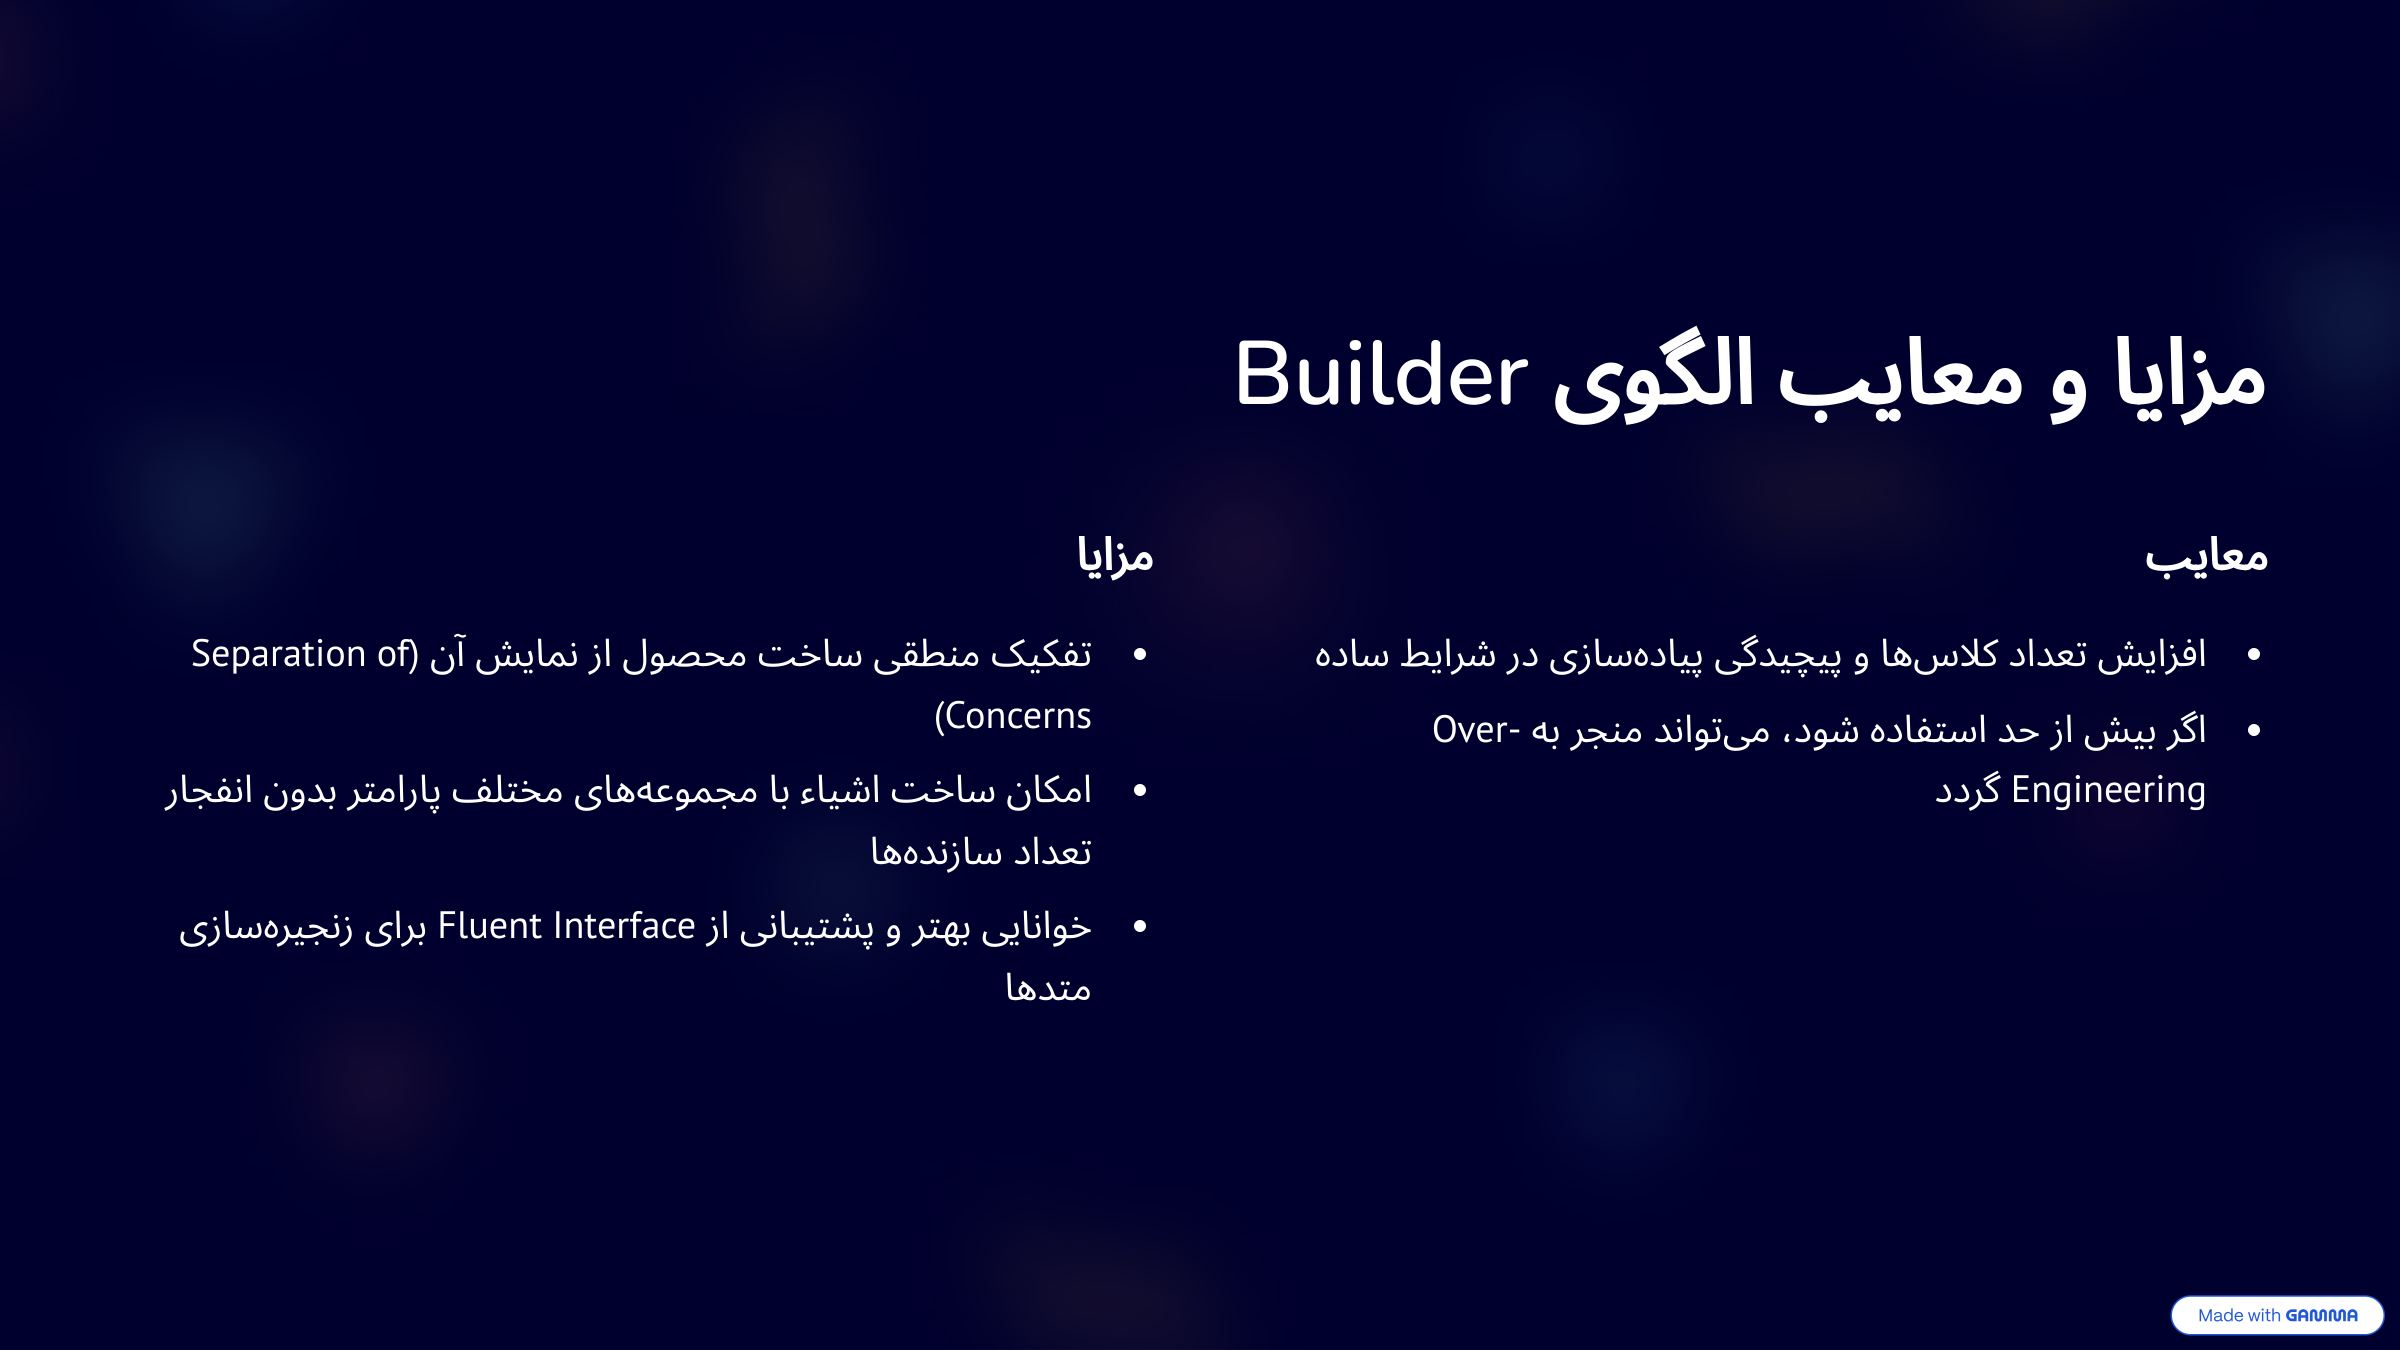 مزایا و معایب الگوی Builder
معایب
افزایش تعداد کلاس‌ها و پیچیدگی پیاده‌سازی در شرایط ساده
اگر بیش از حد استفاده شود، می‌تواند منجر به Over-
Engineering گردد
مزایا
تفکیک منطقی ساخت محصول از نمایش آن (Separation of
Concerns)
امکان ساخت اشیاء با مجموعه‌های مختلف پارامتر بدون انفجار
تعداد سازنده‌ها
خوانایی بهتر و پشتیبانی از Fluent Interface برای زنجیره‌سازی
متدها
Made with GAMMA